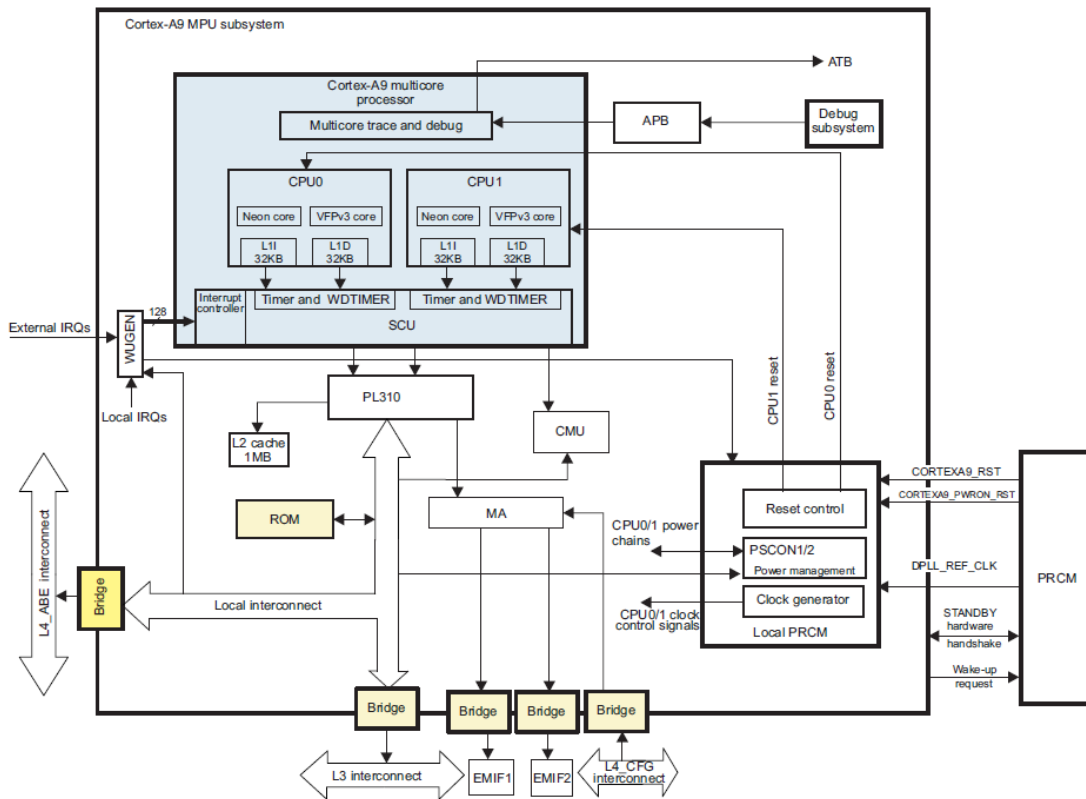 Cortex-A9 MPU subsystem
ATB
Cortex-A9 multicore
processor
Multicore trace and debug
APB
Debug
subsystem
CPU0
CPU1
Neon core
VFPv3 core
Neon core
VFPv3 core
L1I
32KB
L1D
32KB
L1I
32KB
L1D
32KB
Interrupt
controller
Timer and WDTIMER
Timer and WDTIMER
SCU
128
External IRQs
WUGEN
Local IRQs
CPU1 reset
CPU0 reset
PL310
L2 cache
1MB
CMU
ROM
MA
CORTEXA9_RST
CORTEXA9_PWRON_RST
Reset control
CPU0/1 power
chains
PSCON1/2
Power management
DPLL_REF_CLK
PRCM
Clock generator
CPU0/1 clock
control signals
Local PRCM
STANDBY
hardware
handshake
Wake-up
request
L4_ABE interconnect
Bridge
Local interconnect
Bridge
Bridge
Bridge
Bridge
L3 interconnect
EMIF1
EMIF2
L4_CFG
interconnect